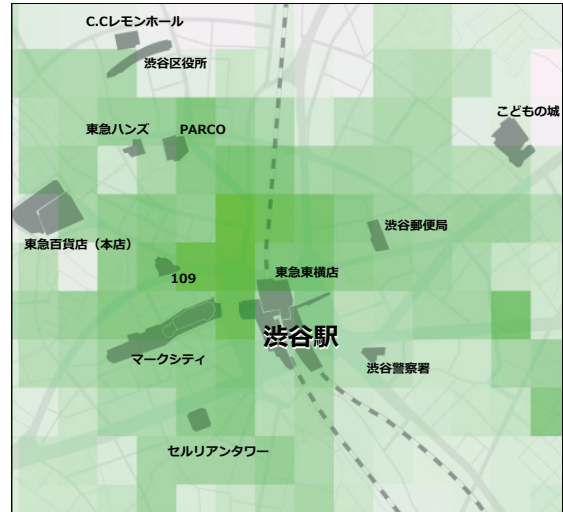 C.Cレモンホール
渋谷区役所
こどもの城
東急ハンズ
PARCO
渋谷郵便局
東急百貨店（本店）
東急東横店
109
渋谷駅
マークシティ
渋谷警察署
セルリアンタワー